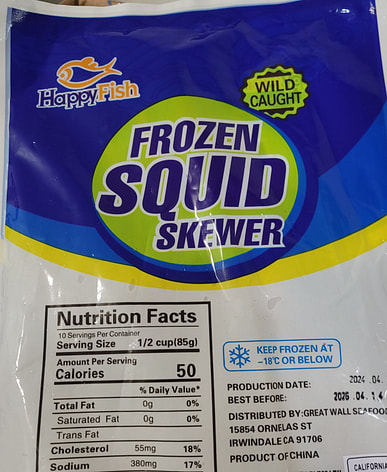 HappyFish
WILD
CAUGHT
FROZEN
SQUID
SKEWER
Nutrition Facts
10 Servings Per Container
Serving Size 1/2 cup(85g)
Amount Per Serving
Calories 50
% Daily Value*
Total Fat 0g 0%
Saturated Fat 0g 0%
Trans Fat
Cholesterol 55mg 18%
Sodium 380mg 17%
KEEP FROZEN AT
-18°C OR BELOW
PRODUCTION DATE: 2024 .04.
BEST BEFORE: 2026 .04. 14
DISTRIBUTED BY:GREAT WALL SEAFOOD
15854 ORNELAS ST
IRWINDALE CA 91706
PRODUCT OF CHINA
CALIFORNIA